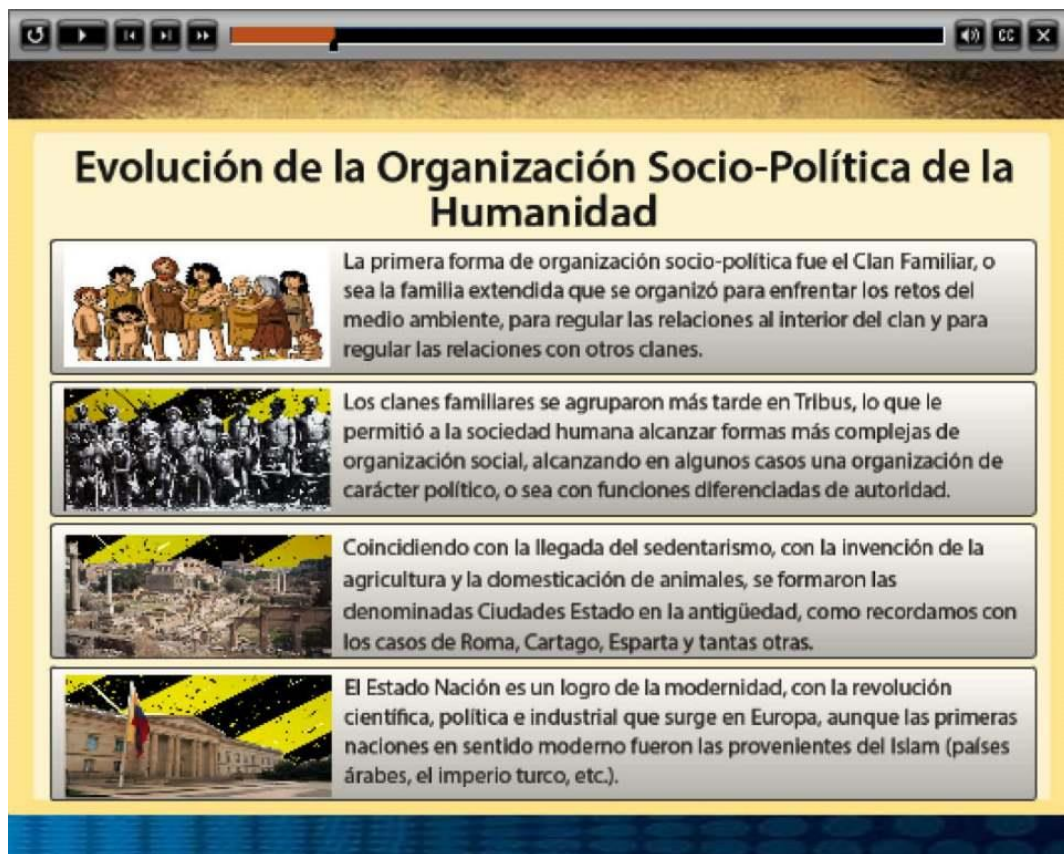 CC
Evolución de la Organización Socio-Política de la
Humanidad
La primera forma de organización socio-política fue el Clan Familiar, o
sea la familia extendida que se organizó para enfrentar los retos del
medio ambiente, para regular las relaciones al interior del clan y para
regular las relaciones con otros clanes.
Los clanes familiares se agruparon más tarde en Tribus, lo que le
permitió a la sociedad humana alcanzar formas más complejas de
organización social, alcanzando en algunos casos una organización de
carácter político, o sea con funciones diferenciadas de autoridad.
Coincidiendo con la llegada del sedentarismo, con la invención de la
agricultura y la domesticación de animales, se formaron las
denominadas Ciudades Estado en la antigüedad, como recordamos con
los casos de Roma, Cartago, Esparta y tantas otras.
El Estado Nación es un logro de la modernidad, con la revolución
científica, política e industrial que surge en Europa, aunque las primeras
naciones en sentido moderno fueron las provenientes del Islam (países
árabes, el imperio turco, etc.).